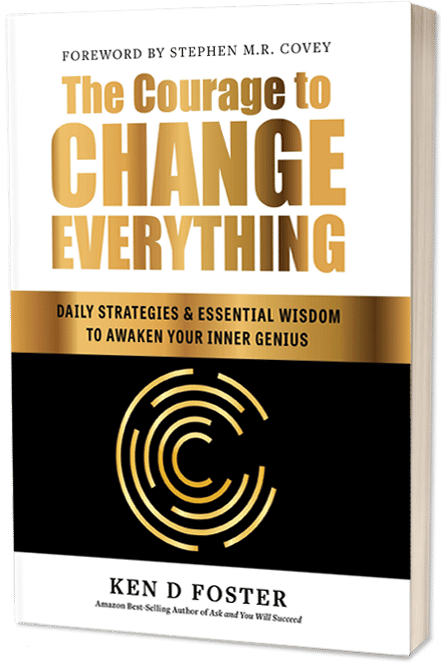 FOREWORD BY STEPHEN M.R. COVEY
The Courage to
CHANGE
EVERYTHING
DAILY STRATEGIES & ESSENTIAL WISDOM
TO AWAKEN YOUR INNER GENIUS
KEN D FOSTER
Amazon Best-Selling Author of Ask and You Will Succeed